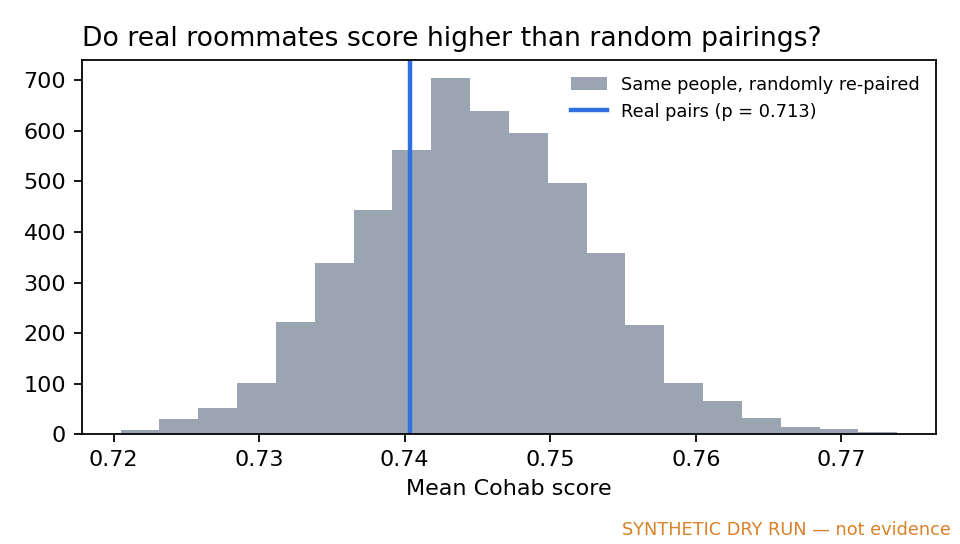 Do real roommates score higher than random pairings?
Same people, randomly re-paired
Real pairs (p = 0.713)
700
600
500
400
300
200
100
0
0.72 0.73 0.74 0.75 0.76 0.77
Mean Cohab score
SYNTHETIC DRY RUN — not evidence